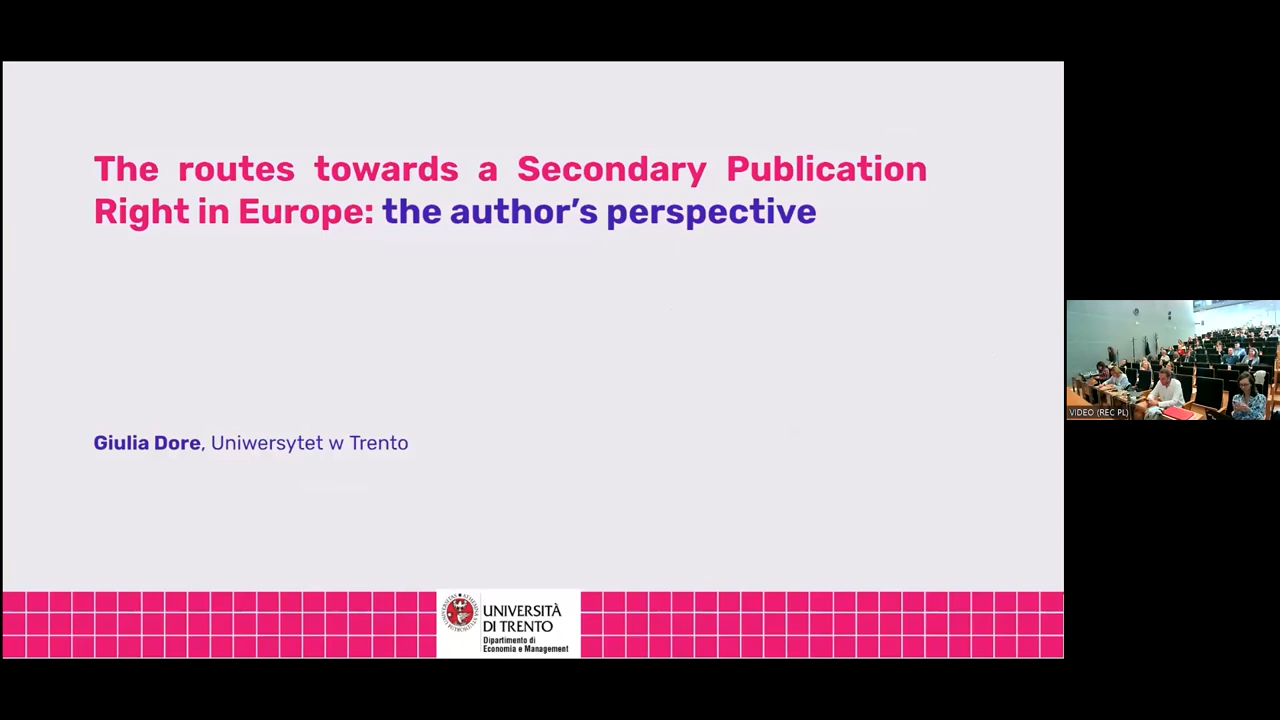 The routes towards a Secondary Publication
Right in Europe: the author's perspective
Giulia Dore, Uniwersytet w Trento
UNIVERSITÀ
DI TRENTO
Dipartimento di
Economia e Management
VIDEO (REC PL)